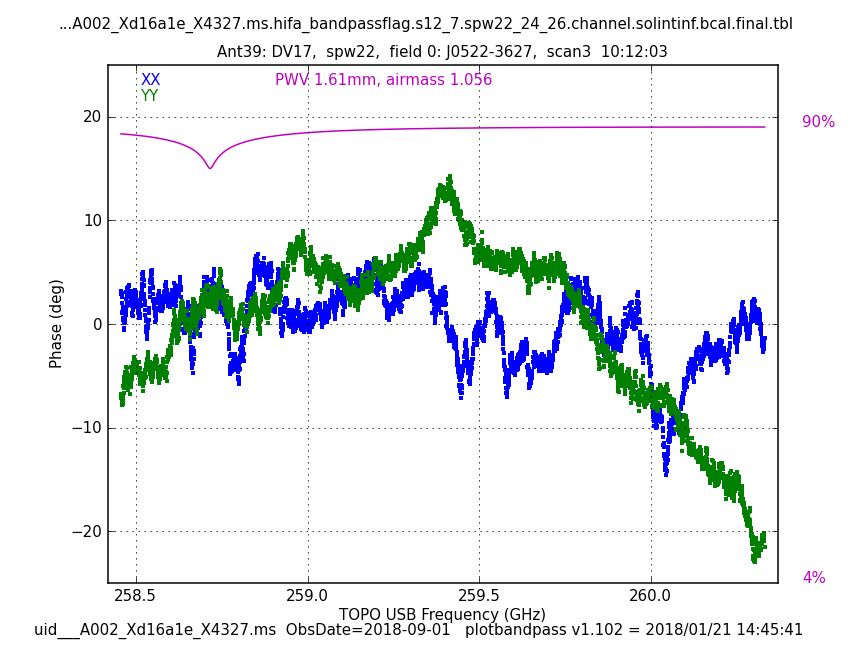 ...A002_Xd16a1e_X4327.ms.hifa_bandpassflag.s12_7.spw22_24_26.channel.solintinf.bcal.final.tbl
Ant39: DV17,  spw22,  field 0: J0522-3627,  scan3  10:12:03
XX
YY
PWV 1.61mm, airmass 1.056
90%
4%
20
10
0
−10
−20
Phase (deg)
258.5
259.0
259.5
260.0
TOPO USB Frequency (GHz)
uid___A002_Xd16a1e_X4327.ms  ObsDate=2018-09-01   plotbandpass v1.102 = 2018/01/21 14:45:41